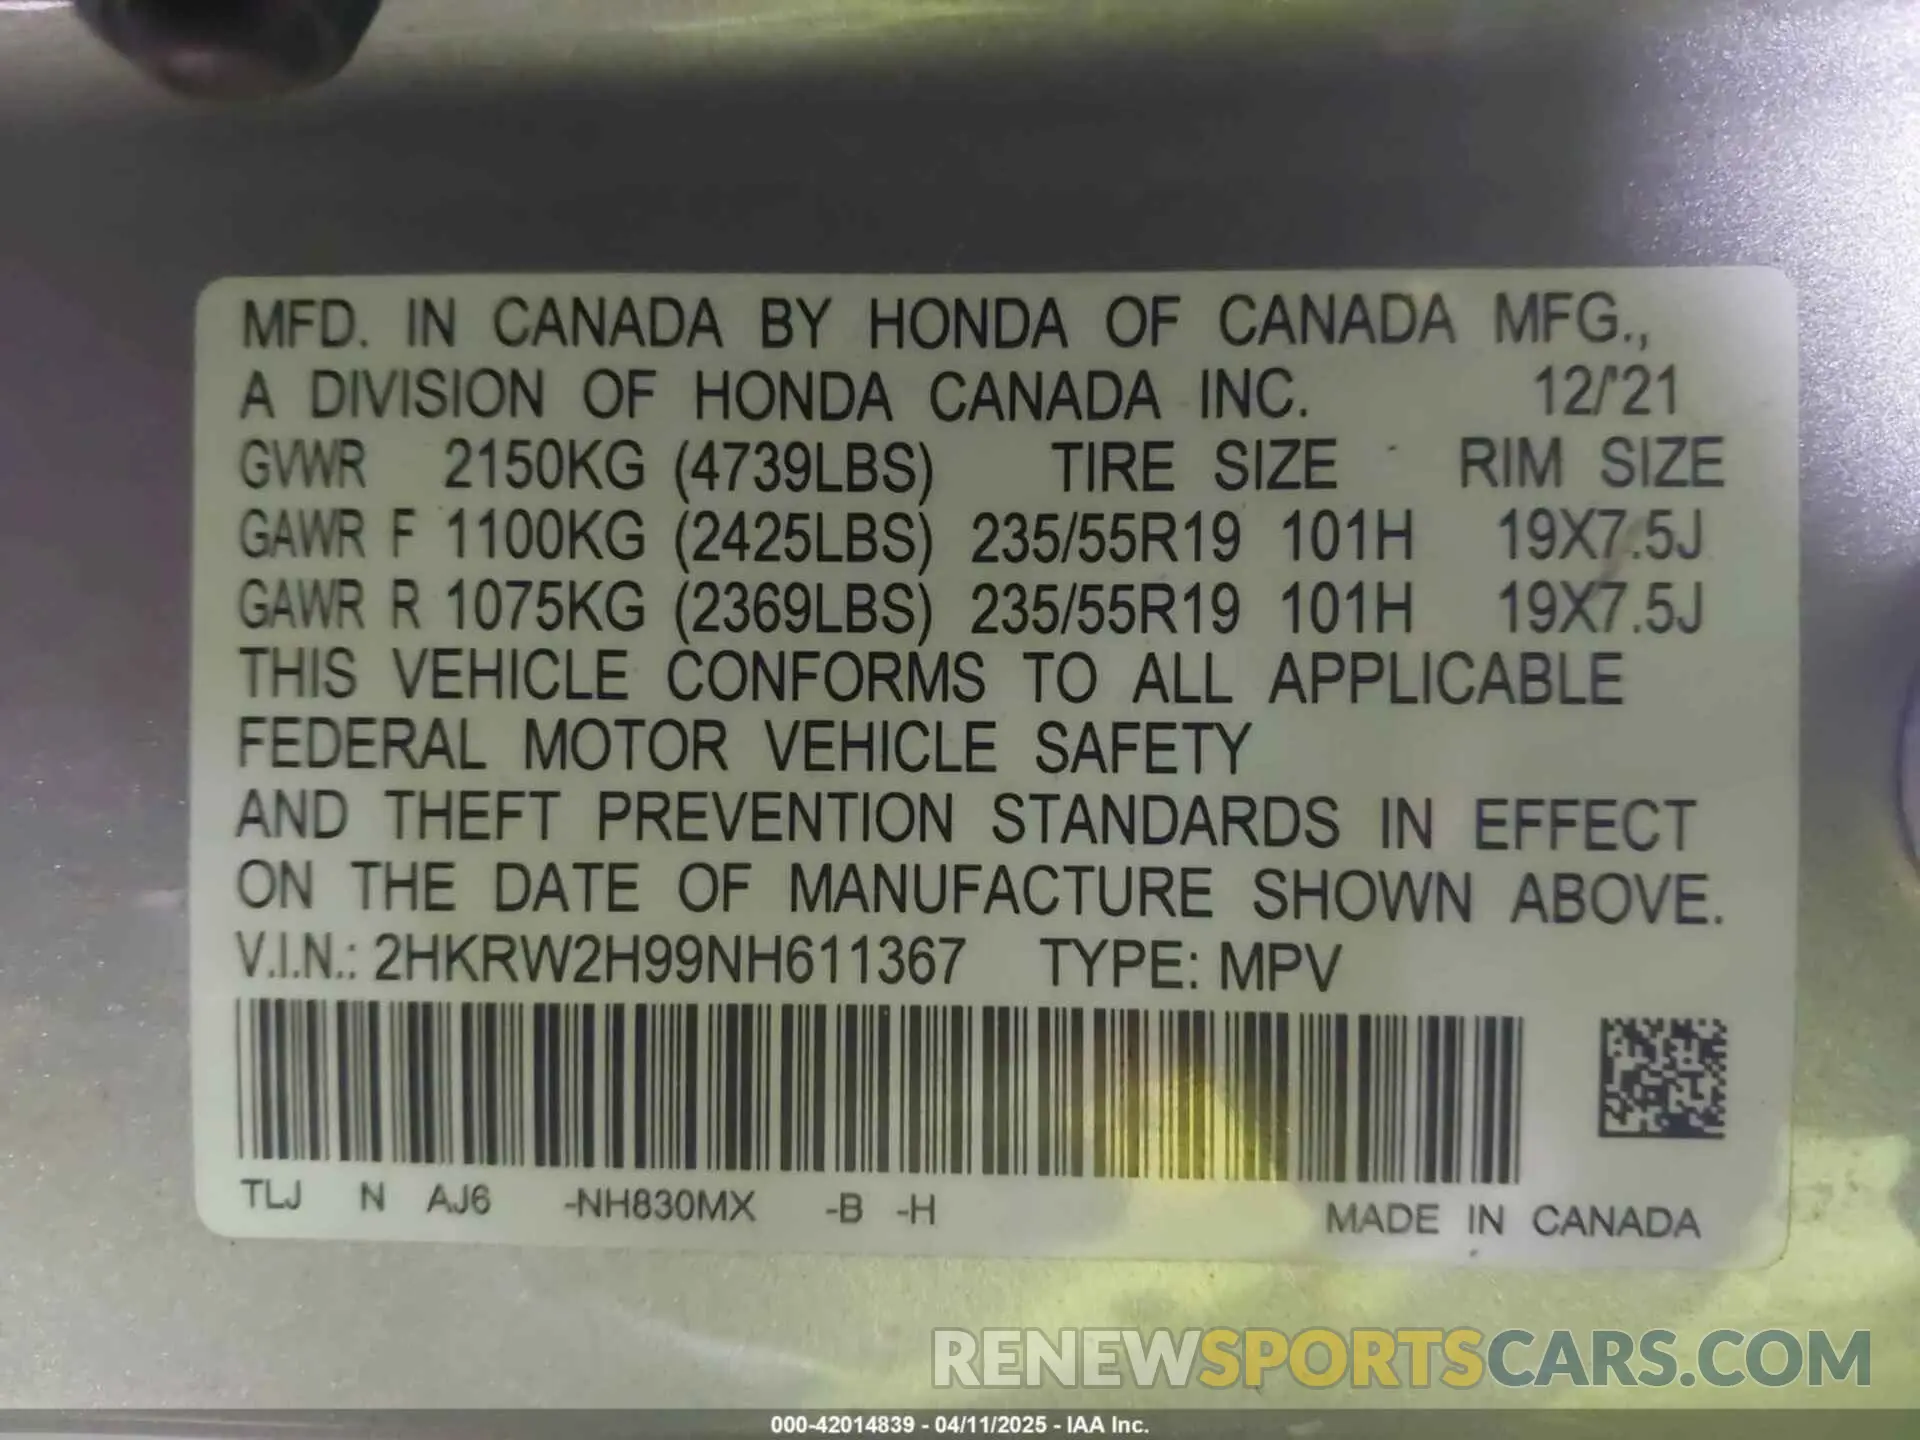 MFD. IN CANADA BY HONDA OF CANADA MFG.,
A DIVISION OF HONDA CANADA INC. 12/'21
GVWR 2150KG (4739LBS) TIRE SIZE RIM SIZE
GAWR F 1100KG (2425LBS) 235/55R19 101H 19X7.5J
GAWR R 1075KG (2369LBS) 235/55R19 101H 19X7.5J
THIS VEHICLE CONFORMS TO ALL APPLICABLE
FEDERAL MOTOR VEHICLE SAFETY
AND THEFT PREVENTION STANDARDS IN EFFECT
ON THE DATE OF MANUFACTURE SHOWN ABOVE.
V.I.N.: 2HKRW2H99NH611367 TYPE: MPV
TLJ N AJ6 -NH830MX -B -H MADE IN CANADA
RENEWSPORTSCARS.COM
000-42014839 - 04/11/2025 - IAA Inc.